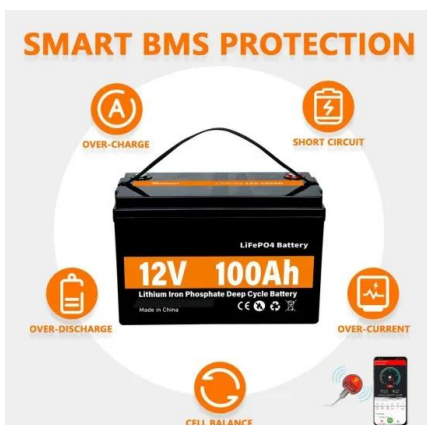 SMART BMS PROTECTION
OVER-CHARGE
SHORT CIRCUIT
LiFePO4 Battery
12V 100Ah
Lithium Iron Phosphate Deep Cycle Battery
Made in China
CE
OVER-DISCHARGE
OVER-CURRENT
CELL BALANCE